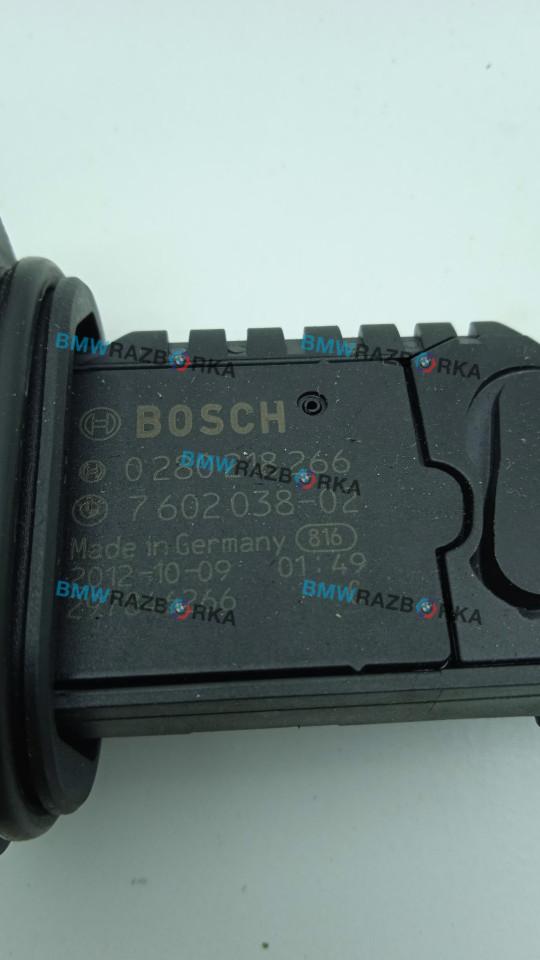 BMWRAZBORKA BMWRAZBORKA
BOSCH
0 280 218 266
BMWRAZBORKA
7 602 038-02
Made in Germany 816
2012-10-09 01:49
BMWRAZBORKA BMWRAZBORKA